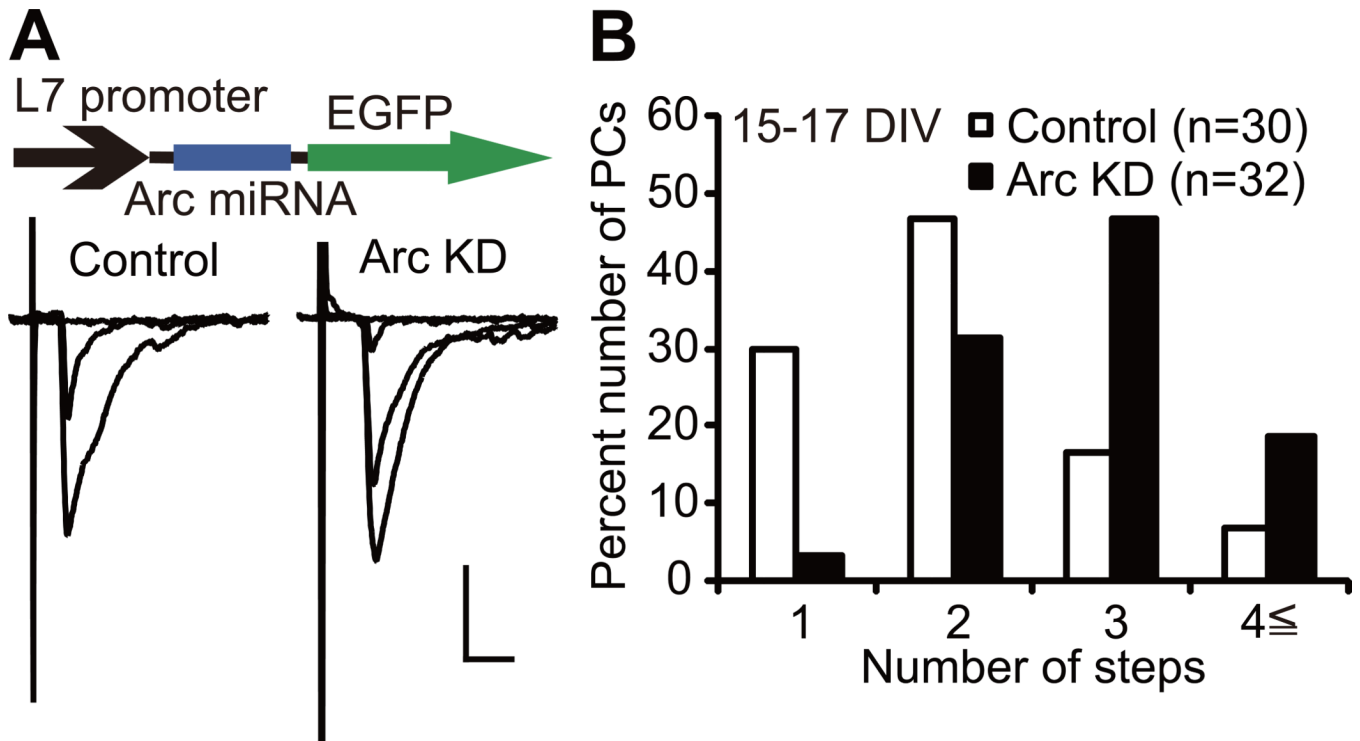 A
L7 promoter
EGFP
Arc miRNA
Control
Arc KD
B
Percent number of PCs
60
50
40
30
20
10
0
15-17 DIV
Control (n=30)
Arc KD (n=32)
1 2 3 4≦
Number of steps